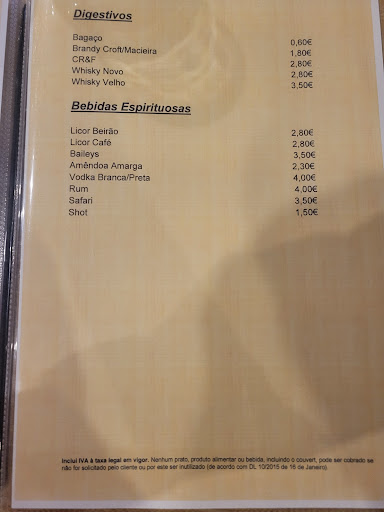 Digestivos
Bagaço 0,60€
Brandy Croft/Macieira 1,80€
CR&F 2,80€
Whisky Novo 2,80€
Whisky Velho 3,50€
Bebidas Espirituosas
Licor Beirão 2,80€
Licor Café 2,80€
Baileys 3,50€
Amêndoa Amarga 2,30€
Vodka Branca/Preta 4,00€
Rum 4,00€
Safari 3,50€
Shot 1,50€
Inclui IVA à taxa legal em vigor. Nenhum prato, produto alimentar ou bebida, incluindo o couvert, pode ser cobrado se
não for solicitado pelo cliente ou por este ser inutilizado (de acordo com DL 10/2015 de 16 de Janeiro).